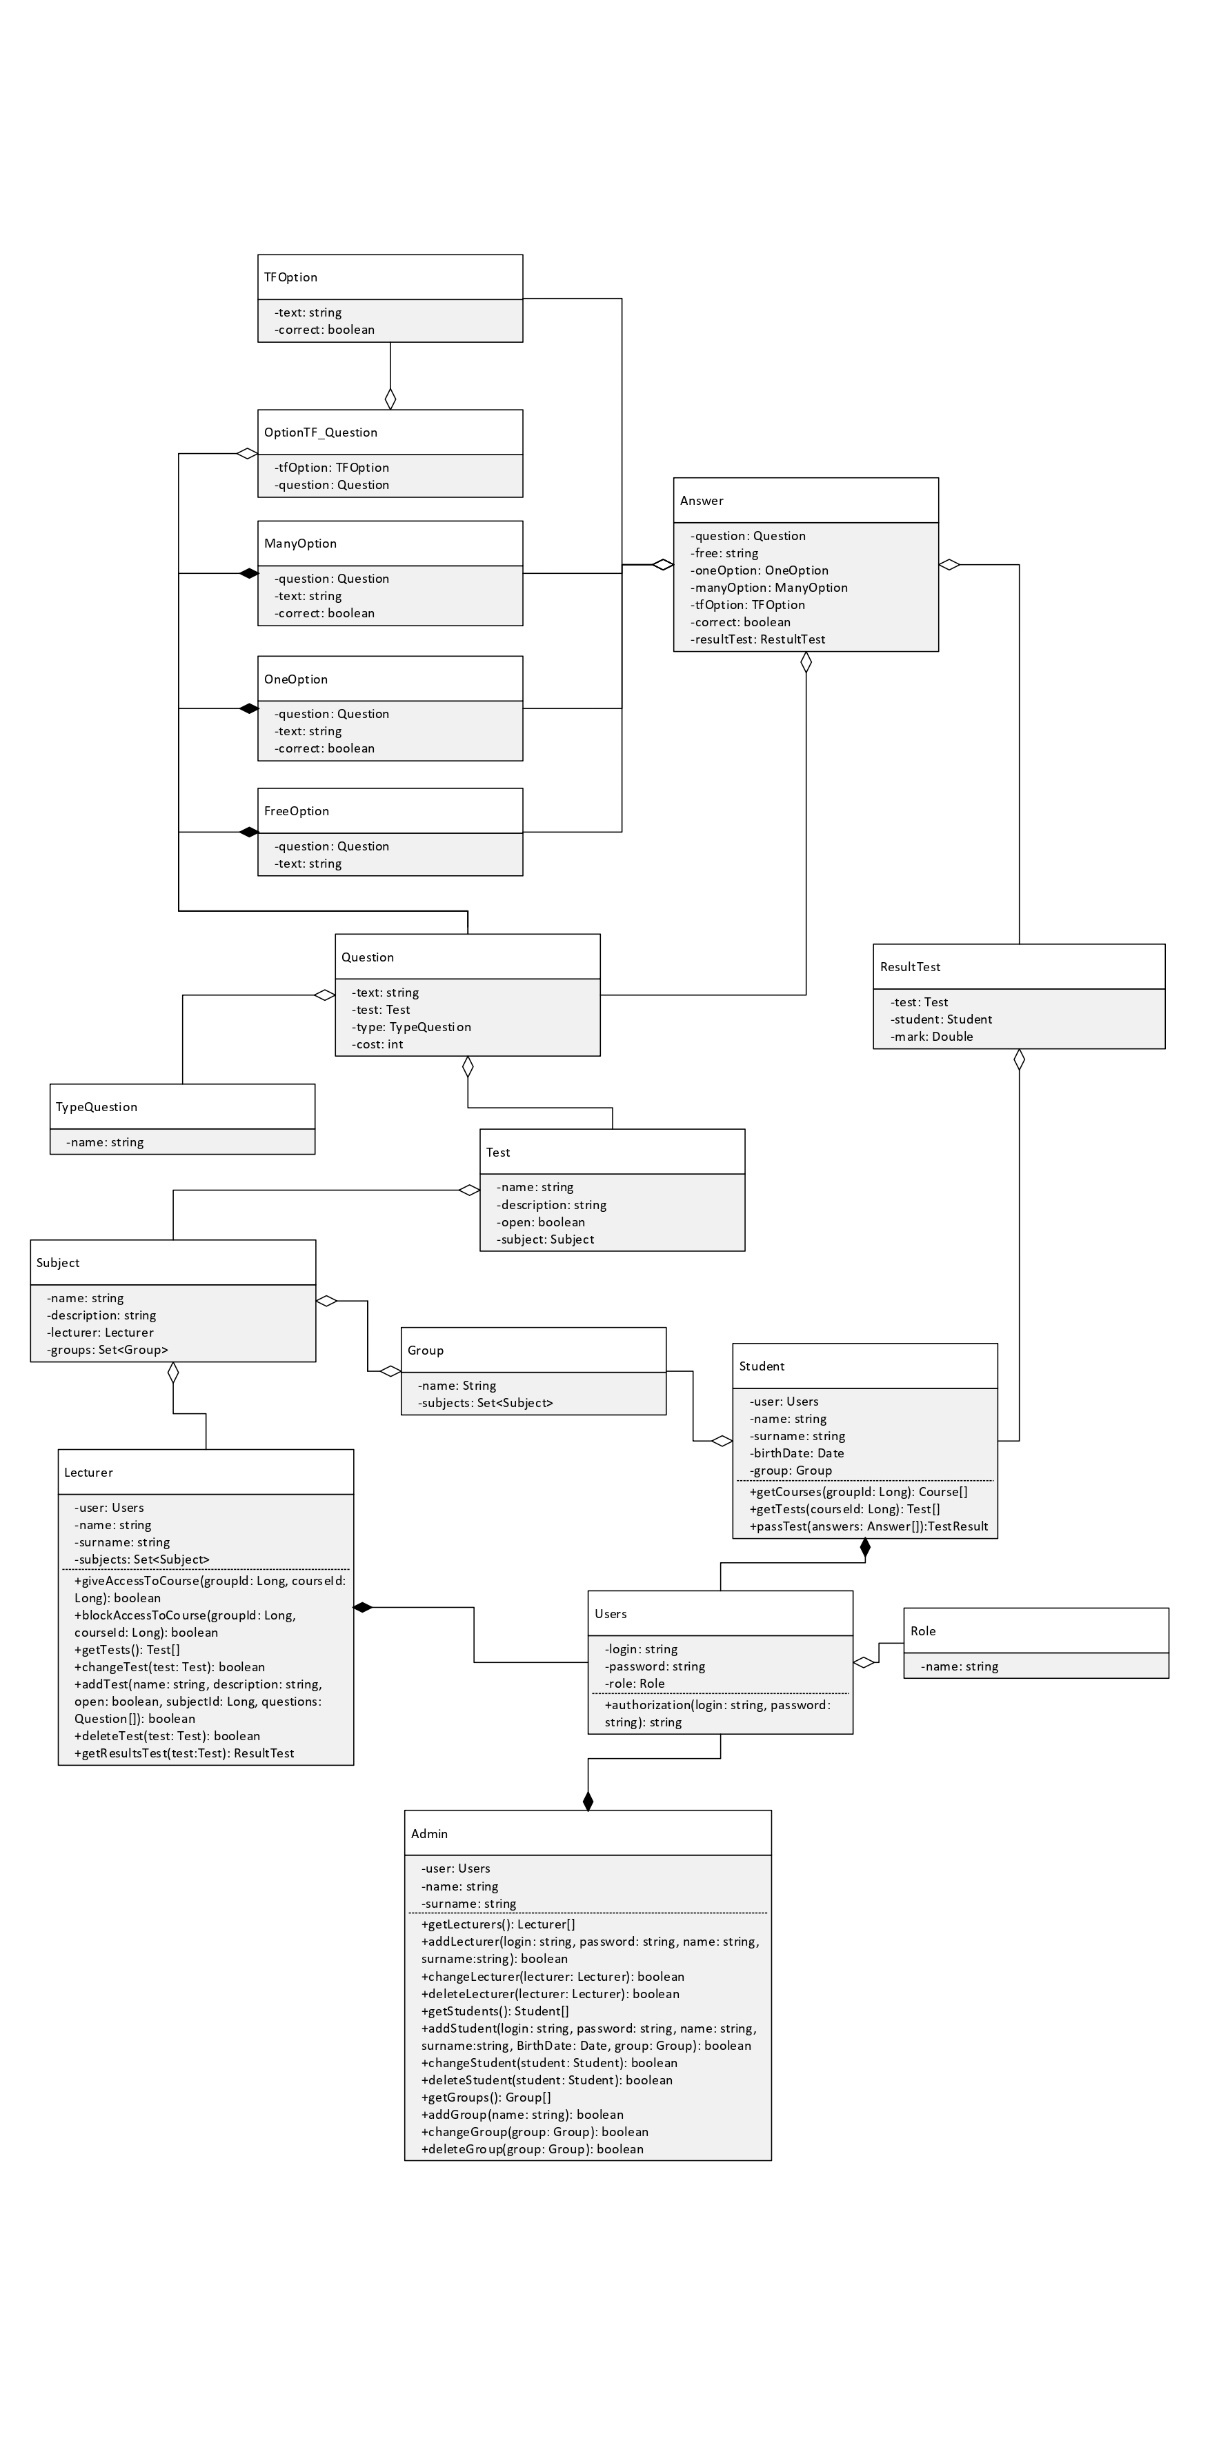 TFOption
-text: string
-correct: boolean
OptionTF_Question
-tfOption: TFOption
-question: Question
ManyOption
-question: Question
-text: string
-correct: boolean
OneOption
-question: Question
-text: string
-correct: boolean
FreeOption
-question: Question
-text: string
Answer
-question: Question
-free: string
-oneOption: OneOption
-manyOption: ManyOption
-tfOption: TFOption
-correct: boolean
-resultTest: RestultTest
Question
-text: string
-test: Test
-type: TypeQuestion
-cost: int
ResultTest
-test: Test
-student: Student
-mark: Double
TypeQuestion
-name: string
Test
-name: string
-description: string
-open: boolean
-subject: Subject
Subject
-name: string
-description: string
-lecturer: Lecturer
-groups: Set<Group>
Group
-name: String
-subjects: Set<Subject>
Student
-user: Users
-name: string
-surname: string
-birthDate: Date
-group: Group
+getCourses(groupId: Long): Course[]
+getTests(courseId: Long): Test[]
+passTest(answers: Answer[]):TestResult
Lecturer
-user: Users
-name: string
-surname: string
-subjects: Set<Subject>
+giveAccessToCourse(groupId: Long, courseId:
Long): boolean
+blockAccessToCourse(groupId: Long,
courseId: Long): boolean
+getTests(): Test[]
+changeTest(test: Test): boolean
+addTest(name: string, description: string,
open: boolean, subjectId: Long, questions:
Question[]): boolean
+deleteTest(test: Test): boolean
+getResultsTest(test:Test): ResultTest
Users
-login: string
-password: string
-role: Role
+authorization(login: string, password:
string): string
Role
-name: string
Admin
-user: Users
-name: string
-surname: string
+getLecturers(): Lecturer[]
+addLecturer(login: string, password: string, name: string,
surname:string): boolean
+changeLecturer(lecturer: Lecturer): boolean
+deleteLecturer(lecturer: Lecturer): boolean
+getStudents(): Student[]
+addStudent(login: string, password: string, name: string,
surname:string, BirthDate: Date, group: Group): boolean
+changeStudent(student: Student): boolean
+deleteStudent(student: Student): boolean
+getGroups(): Group[]
+addGroup(name: string): boolean
+changeGroup(group: Group): boolean
+deleteGroup(group: Group): boolean